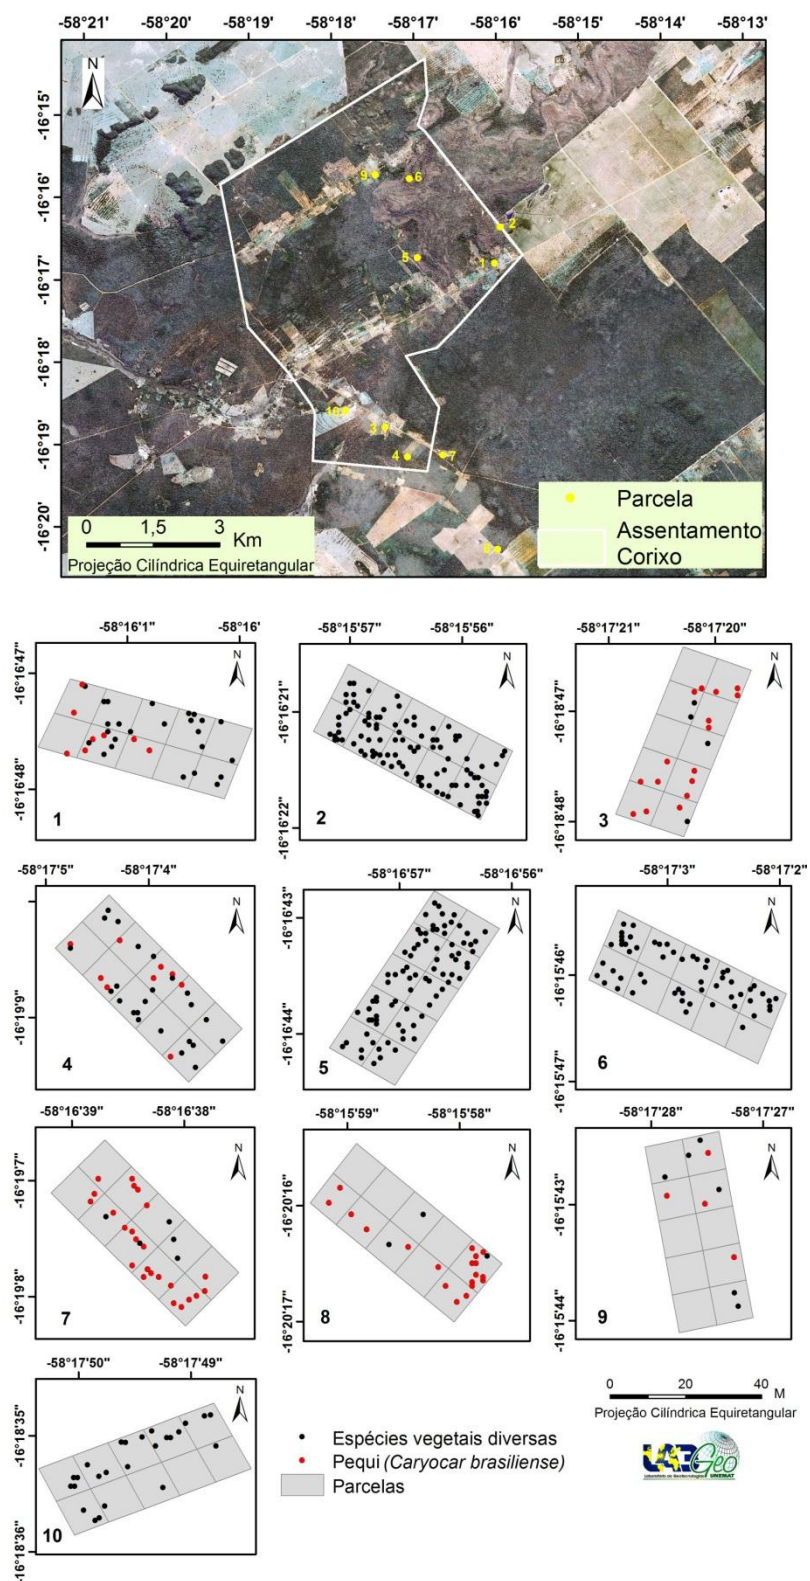 -58°21' -58°20' -58°19' -58°18' -58°17' -58°16' -58°15' -58°14' -58°13'
N
-16°15'
-16°16'
-16°17'
-16°18'
-16°19'
-16°20'
9 6
2
5 1
10
3
4 7
8
0 1,5 3
Km
Projeção Cilíndrica Equiretangular
Parcela
Assentamento
Corixo
-58°16'1" -58°16'
N
-16°16'47"
-16°16'48"
1
-58°15'57" -58°15'56"
N
-16°16'21"
-16°16'22"
2
-58°17'21" -58°17'20"
N
-16°18'47"
-16°18'48"
3
-58°17'5" -58°17'4"
N
-16°19'9"
4
-58°16'57" -58°16'56"
N
-16°16'43"
-16°16'44"
5
-58°17'3" -58°17'2"
N
-16°15'46"
-16°15'47"
6
-58°16'39" -58°16'38"
N
-16°19'7"
-16°19'8"
7
-58°15'59" -58°15'58"
N
-16°20'16"
-16°20'17"
8
-58°17'28" -58°17'27"
N
-16°15'43"
-16°15'44"
9
-58°17'50" -58°17'49"
N
-16°18'35"
-16°18'36"
10
Espécies vegetais diversas
Pequi (Caryocar brasiliense)
Parcelas
0 20 40
M
Projeção Cilíndrica Equiretangular
LABGeo
Laboratório de Geotecnologias UNEMAT